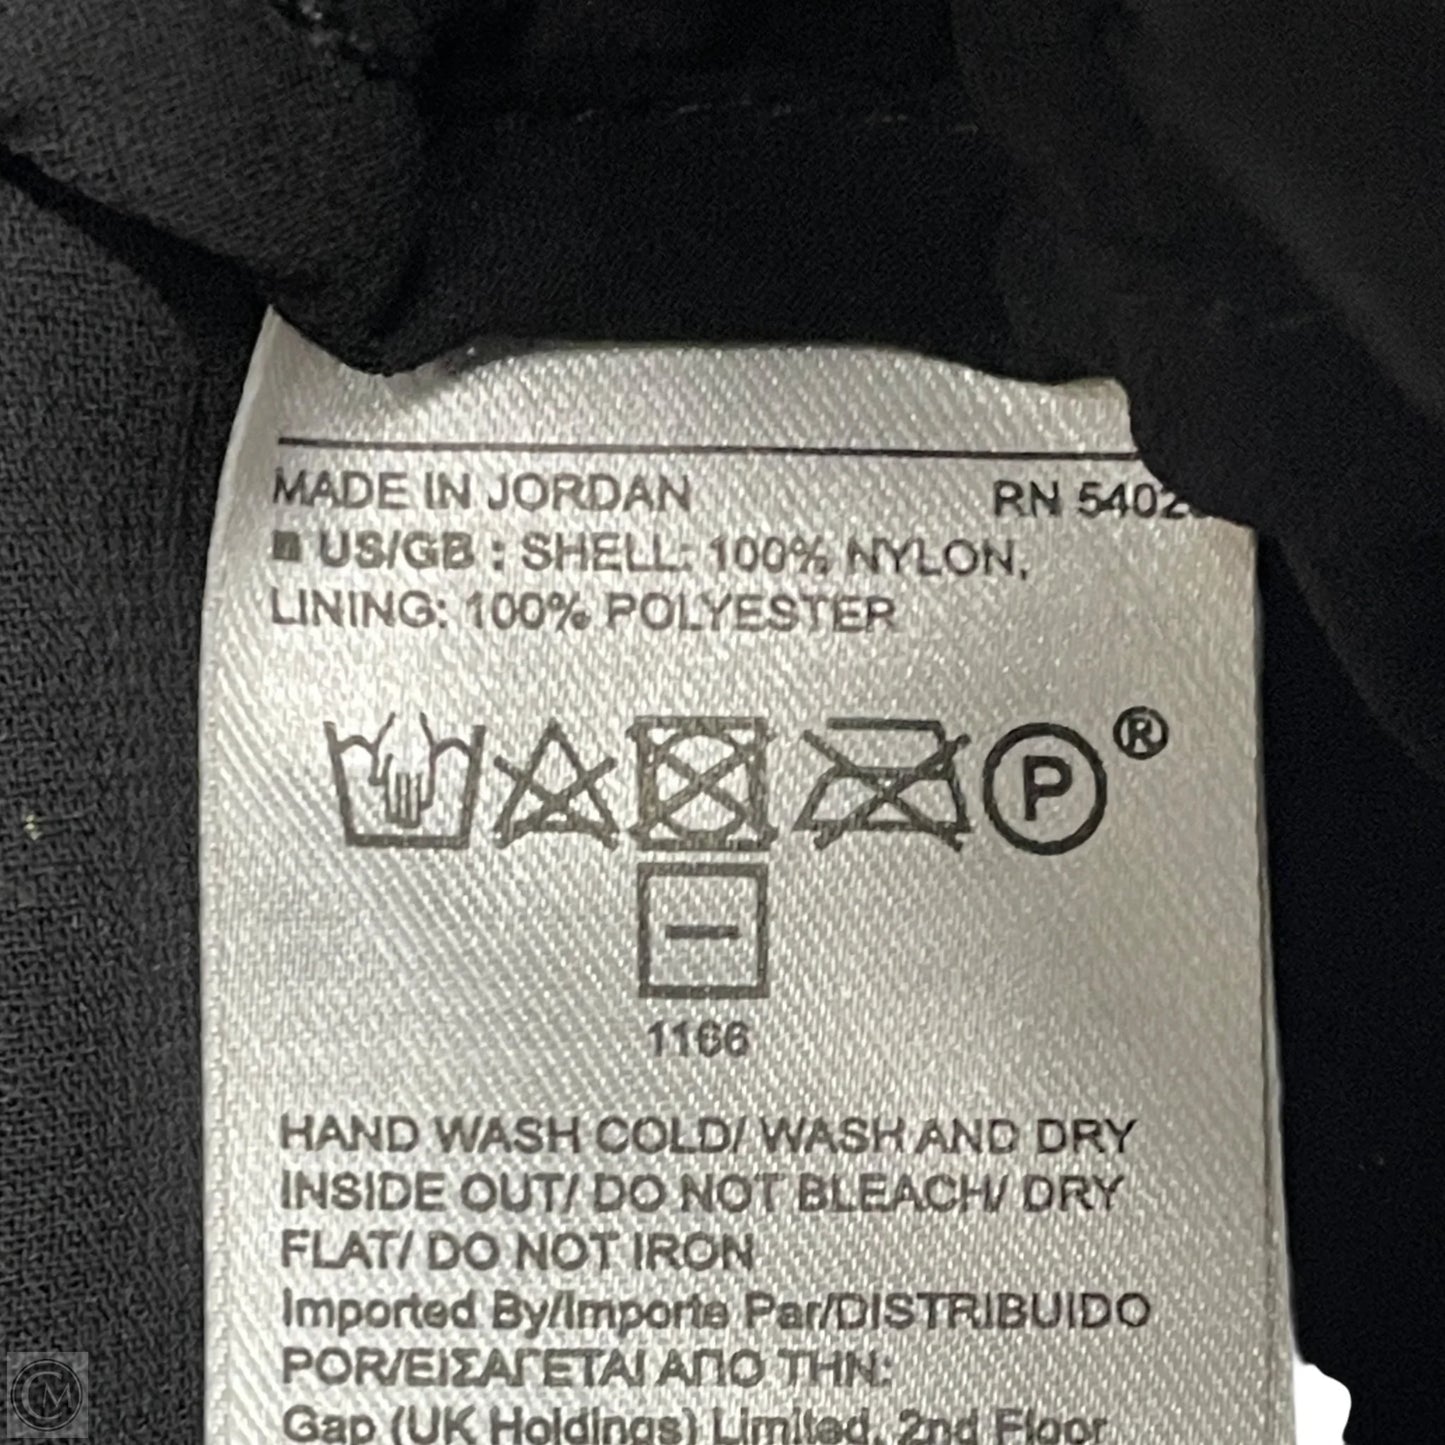 MADE IN JORDAN RN 5402
■ US/GB : SHELL: 100% NYLON,
LINING: 100% POLYESTER
P ®
1166
HAND WASH COLD/ WASH AND DRY
INSIDE OUT/ DO NOT BLEACH/ DRY
FLAT/ DO NOT IRON
Imported By/Importe Par/DISTRIBUIDO
POR/ΕΙΣΑΓΕΤΑΙ ΑΠΟ ΤΗΝ:
Gap (UK Holdings) Limited, 2nd Floor
CM